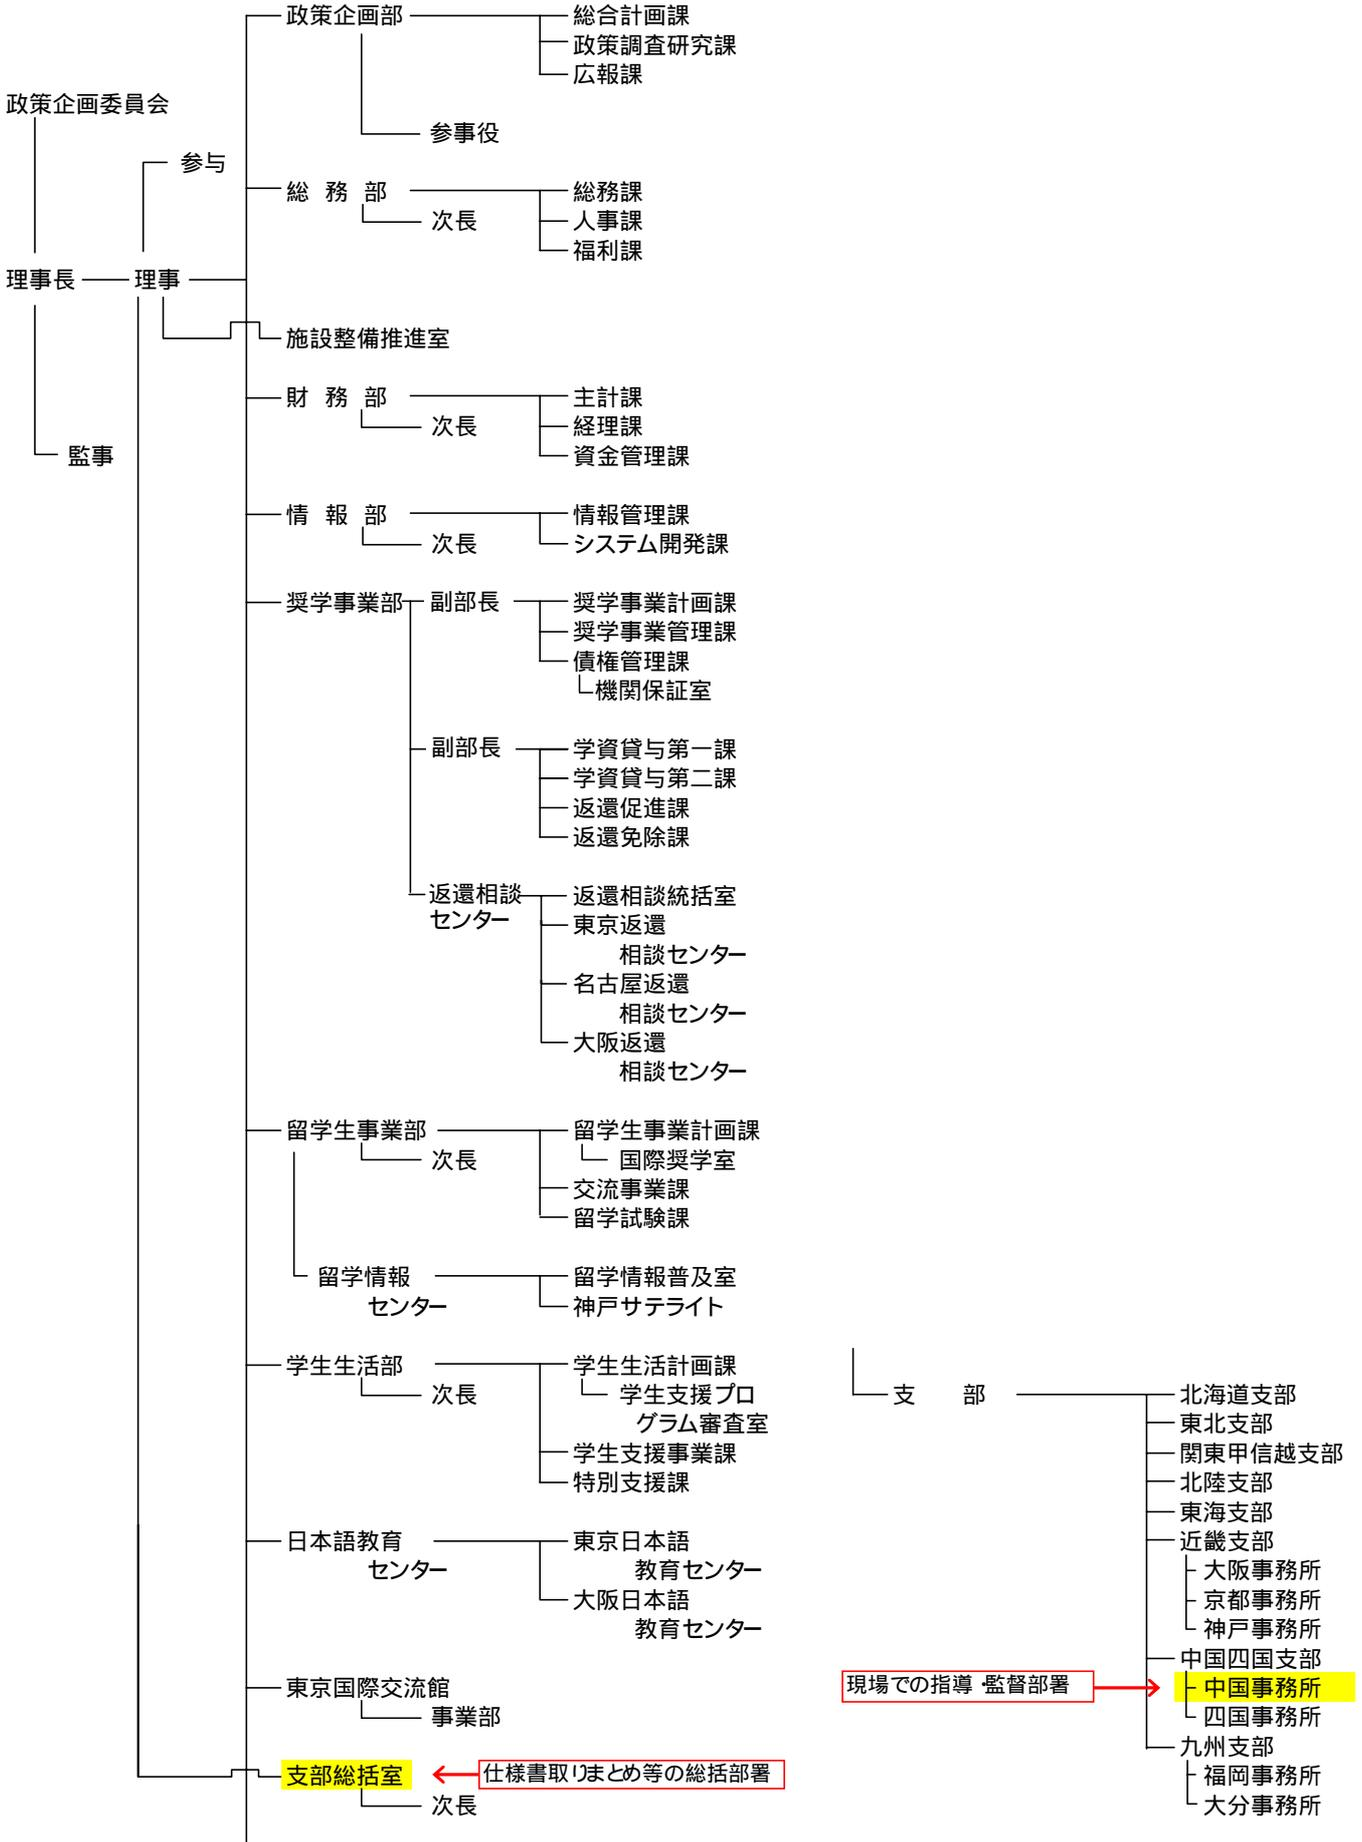 政策企画部
総合計画課
政策調査研究課
広報課
政策企画委員会
参事役
参与
総 務 部
総務課
次長
人事課
福利課
理事長
理事
施設整備推進室
財 務 部
主計課
次長
経理課
監事
資金管理課
情 報 部
情報管理課
次長
システム開発課
奨学事業部
副部長
奨学事業計画課
奨学事業管理課
債権管理課
機関保証室
副部長
学資貸与第一課
学資貸与第二課
返還促進課
返還免除課
返還相談
センター
返還相談統括室
東京返還
相談センター
名古屋返還
相談センター
大阪返還
相談センター
留学生事業部
留学生事業計画課
次長
国際奨学室
交流事業課
留学試験課
留学情報
センター
留学情報普及室
神戸サテライト
学生生活部
学生生活計画課
次長
学生支援プロ
グラム審査室
学生支援事業課
特別支援課
日本語教育
センター
東京日本語
教育センター
大阪日本語
教育センター
東京国際交流館
事業部
支部総括室
仕様書取りまとめ等の総括部署
次長
支 部
北海道支部
東北支部
関東甲信越支部
北陸支部
東海支部
近畿支部
大阪事務所
京都事務所
神戸事務所
中国四国支部
現場での指導・監督部署
中国事務所
四国事務所
九州支部
福岡事務所
大分事務所